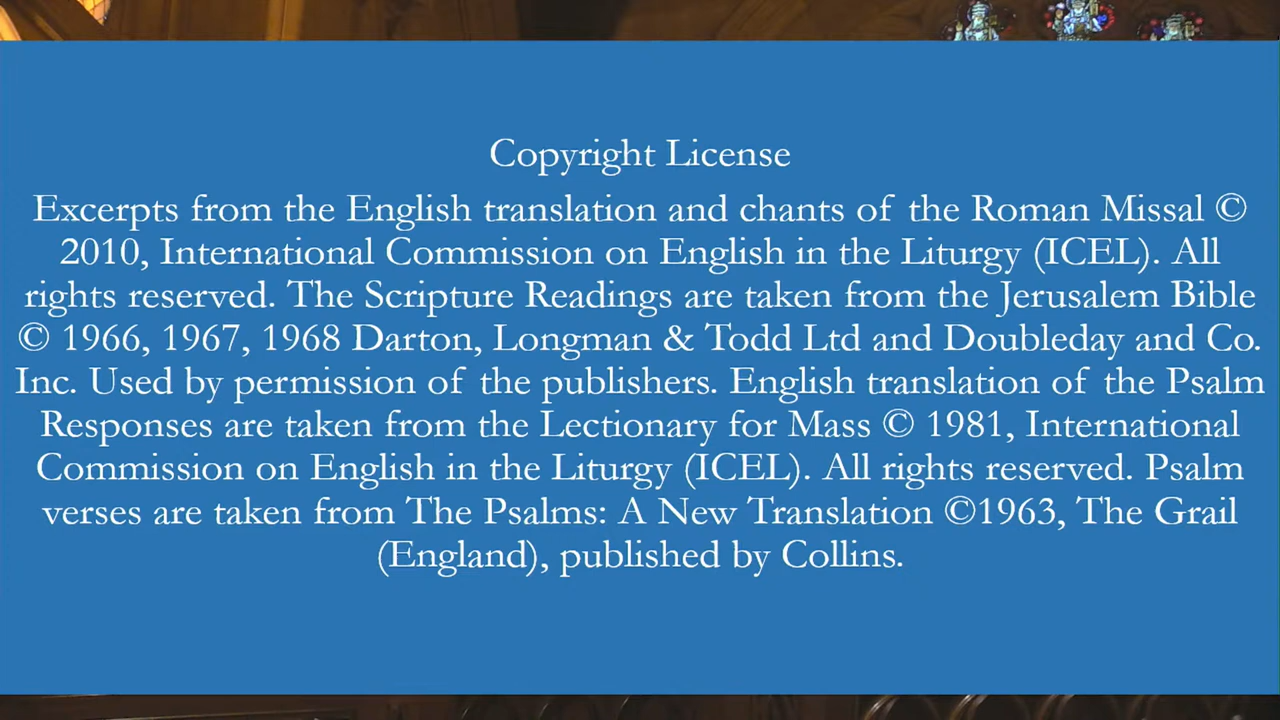 Copyright License
Excerpts from the English translation and chants of the Roman Missal ©
2010, International Commission on English in the Liturgy (ICEL). All
rights reserved. The Scripture Readings are taken from the Jerusalem Bible
© 1966, 1967, 1968 Darton, Longman & Todd Ltd and Doubleday and Co.
Inc. Used by permission of the publishers. English translation of the Psalm
Responses are taken from the Lectionary for Mass © 1981, International
Commission on English in the Liturgy (ICEL). All rights reserved. Psalm
verses are taken from The Psalms: A New Translation ©1963, The Grail
(England), published by Collins.